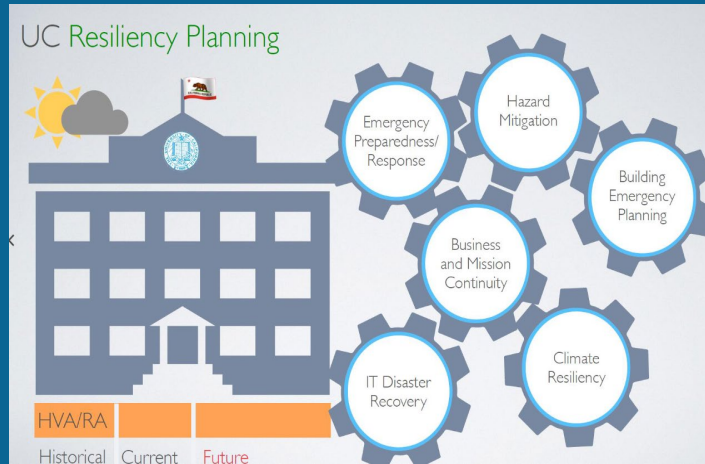 UC Resiliency Planning
Emergency
Preparedness/
Response
Hazard
Mitigation
Building
Emergency
Planning
Business
and Mission
Continuity
IT Disaster
Recovery
Climate
Resiliency
HVA/RA
Historical Current Future